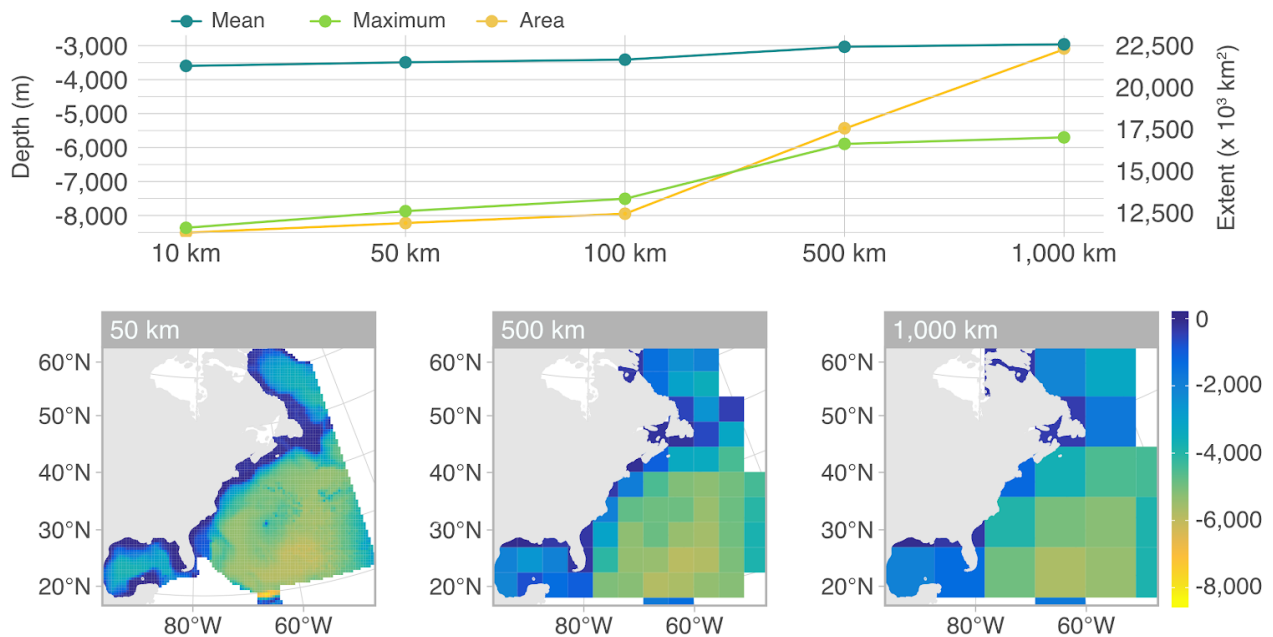 Mean Maximum Area
Depth (m)
-3,000
-4,000
-5,000
-6,000
-7,000
-8,000
22,500
20,000
17,500
15,000
12,500
Extent (x 10³ km²)
10 km 50 km 100 km 500 km 1,000 km
50 km
60°N
50°N
40°N
30°N
20°N
80°W 60°W
500 km
60°N
50°N
40°N
30°N
20°N
80°W 60°W
1,000 km
60°N
50°N
40°N
30°N
20°N
80°W 60°W
0
-2,000
-4,000
-6,000
-8,000